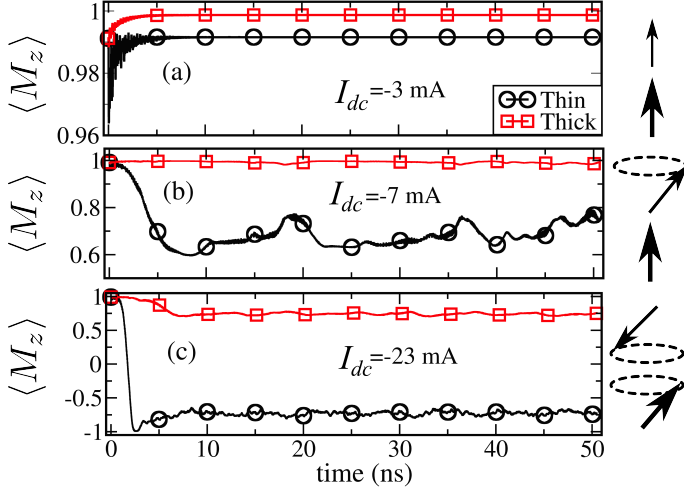 1
0.98
0.96
⟨M_z⟩
(a)
I_dc=-3 mA
Thin
Thick
1
0.8
0.6
⟨M_z⟩
(b)
I_dc=-7 mA
1
0.5
0
-0.5
-1
⟨M_z⟩
(c)
I_dc=-23 mA
0 10 20 30 40 50
time (ns)